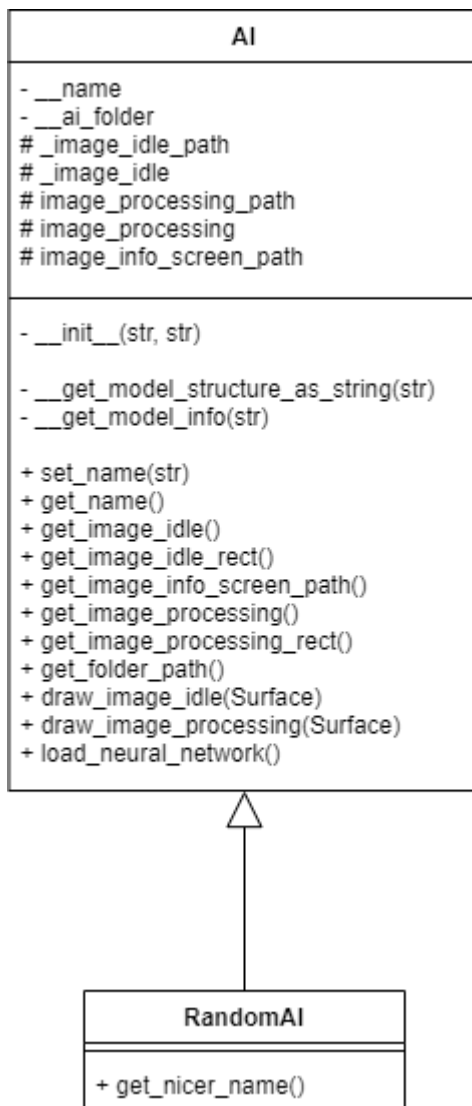 AI
- __name
- __ai_folder
# _image_idle_path
# _image_idle
# image_processing_path
# image_processing
# image_info_screen_path
- __init__(str, str)
- __get_model_structure_as_string(str)
- __get_model_info(str)
+ set_name(str)
+ get_name()
+ get_image_idle()
+ get_image_idle_rect()
+ get_image_info_screen_path()
+ get_image_processing()
+ get_image_processing_rect()
+ get_folder_path()
+ draw_image_idle(Surface)
+ draw_image_processing(Surface)
+ load_neural_network()
RandomAI
+ get_nicer_name()